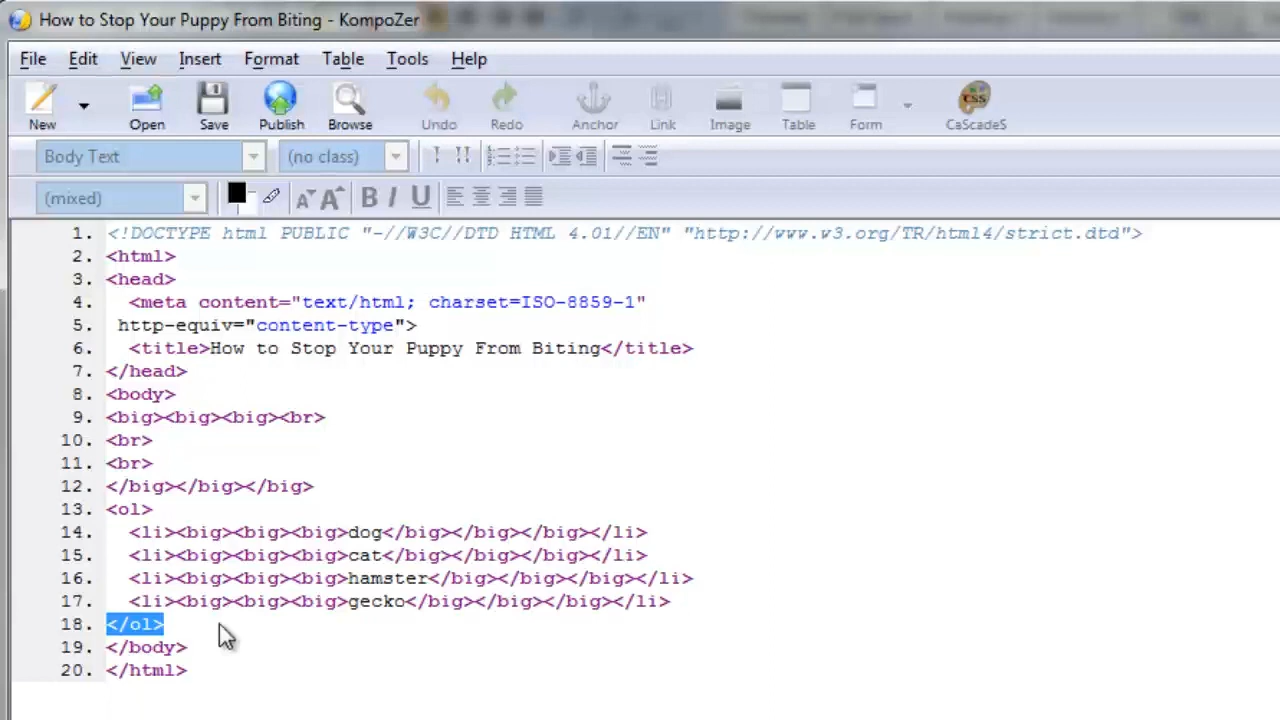 How to Stop Your Puppy From Biting - KompoZer
File Edit View Insert Format Table Tools Help
New Open Save Publish Browse Undo Redo Anchor Link Image Table Form CaScadeS
Body Text (no class)
(mixed) A A B I U
1. <!DOCTYPE html PUBLIC "-//W3C//DTD HTML 4.01//EN" "http://www.w3.org/TR/html4/strict.dtd">
2. <html>
3. <head>
4. <meta content="text/html; charset=ISO-8859-1"
5. http-equiv="content-type">
6. <title>How to Stop Your Puppy From Biting</title>
7. </head>
8. <body>
9. <big><big><big><br>
10. <br>
11. <br>
12. </big></big></big>
13. <ol>
14. <li><big><big><big>dog</big></big></big></li>
15. <li><big><big><big>cat</big></big></big></li>
16. <li><big><big><big>hamster</big></big></big></li>
17. <li><big><big><big>gecko</big></big></big></li>
18. </ol>
19. </body>
20. </html>